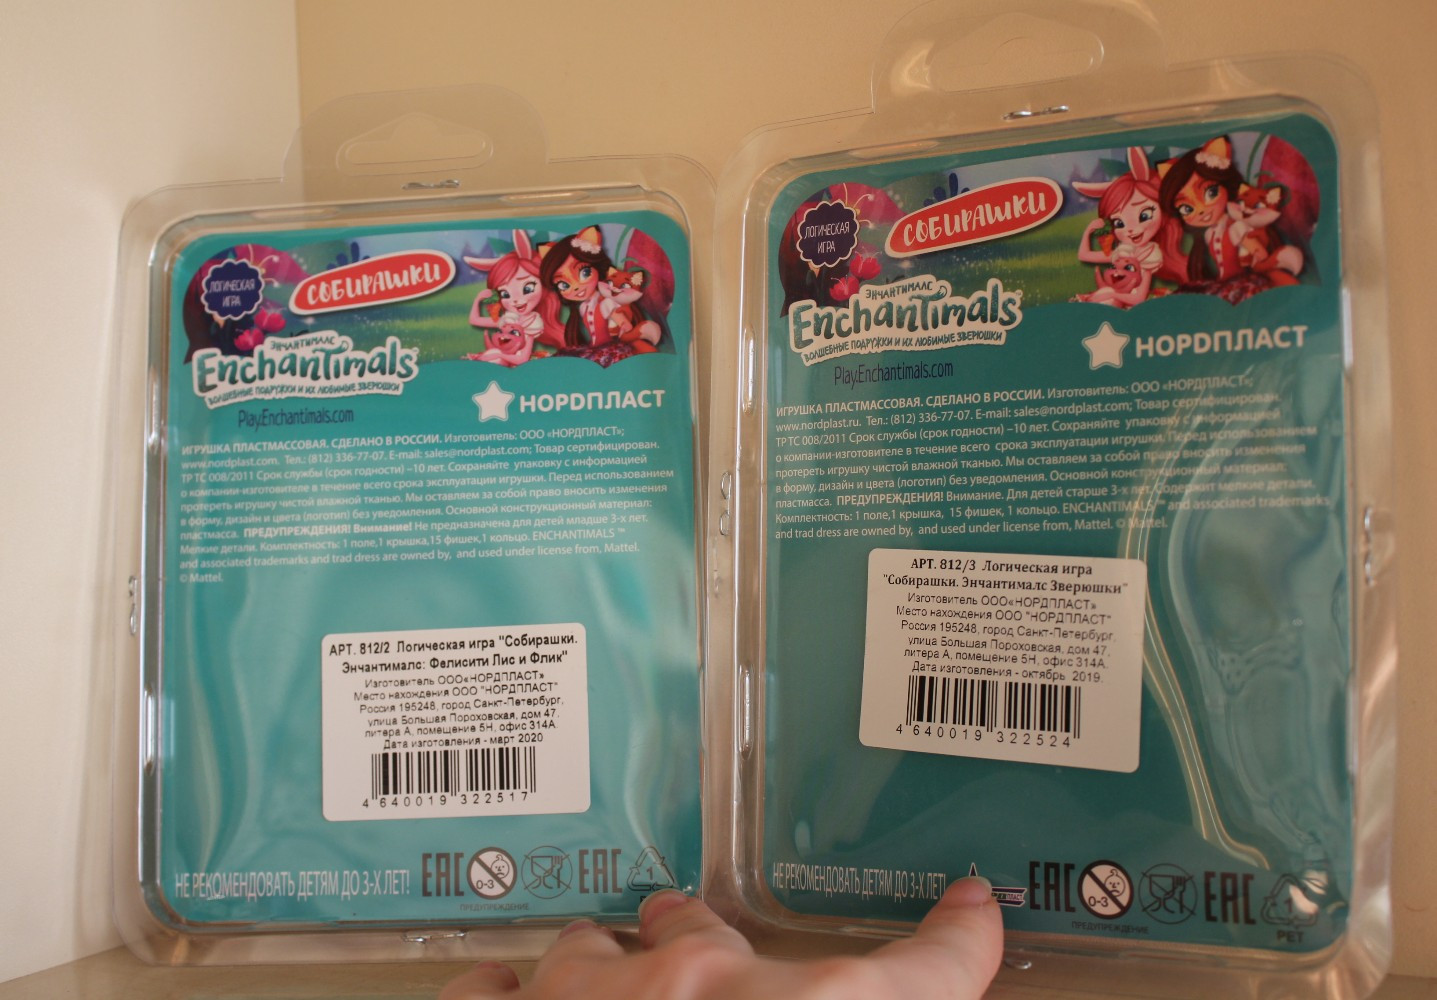 ЛОГИЧЕСКАЯ
ИГРА
СОБИРАШКИ
ЭНЧАНТИМАЛС
EnchanTimals
ВОЛШЕБНЫЕ ПОДРУЖКИ И ИХ ЛЮБИМЫЕ ЗВЕРЮШКИ
Play.Enchantimals.com
НОРDПЛАСТ
ИГРУШКА ПЛАСТМАССОВАЯ. СДЕЛАНО В РОССИИ. Изготовитель: ООО «НОРДПЛАСТ»;
www.nordplast.com. Тел.: (812) 336-77-07. E-mail: sales@nordplast.com; Товар сертифицирован.
ТР ТС 008/2011 Срок службы (срок годности) –10 лет. Сохраняйте упаковку с информацией
о компании-изготовителе в течение всего срока эксплуатации игрушки. Перед использованием
протереть игрушку чистой влажной тканью. Мы оставляем за собой право вносить изменения
в форму, дизайн и цвета (логотип) без уведомления. Основной конструкционный материал:
пластмасса. ПРЕДУПРЕЖДЕНИЯ! Внимание! Не предназначена для детей младше 3-х лет.
Мелкие детали. Комплектность: 1 поле,1 крышка,15 фишек,1 кольцо. ENCHANTIMALS ™
and associated trademarks and trad dress are owned by, and used under license from, Mattel.
© Mattel.
АРТ. 812/2 Логическая игра "Собирашки.
Энчантималс: Фелисити Лис и Флик"
Изготовитель ООО«НОРДПЛАСТ»
Место нахождения ООО "НОРДПЛАСТ"
Россия 195248, город Санкт-Петербург,
улица Большая Пороховская, дом 47,
литера А, помещение 5Н, офис 314А.
Дата изготовления - март 2020
4 640019 322517
НЕ РЕКОМЕНДОВАТЬ ДЕТЯМ ДО 3-Х ЛЕТ!
EAC
0-3
ПРЕДУПРЕЖДЕНИЕ
EAC
1
ЛОГИЧЕСКАЯ
ИГРА
СОБИРАШКИ
ЭНЧАНТИМАЛС
EnchanTimals
ВОЛШЕБНЫЕ ПОДРУЖКИ И ИХ ЛЮБИМЫЕ ЗВЕРЮШКИ
Play.Enchantimals.com
НОРDПЛАСТ
ИГРУШКА ПЛАСТМАССОВАЯ. СДЕЛАНО В РОССИИ. Изготовитель: ООО «НОРДПЛАСТ»;
www.nordplast.ru. Тел.: (812) 336-77-07. E-mail: sales@nordplast.com; Товар сертифицирован.
ТР ТС 008/2011 Срок службы (срок годности) –10 лет. Сохраняйте упаковку с информацией
о компании-изготовителе в течение всего срока эксплуатации игрушки. Перед использованием
протереть игрушку чистой влажной тканью. Мы оставляем за собой право вносить изменения
в форму, дизайн и цвета (логотип) без уведомления. Основной конструкционный материал:
пластмасса. ПРЕДУПРЕЖДЕНИЯ! Внимание. Для детей старше 3-х лет. Содержит мелкие детали.
Комплектность: 1 поле,1 крышка, 15 фишек, 1 кольцо. ENCHANTIMALS ™ and associated trademarks
and trad dress are owned by, and used under license from, Mattel. © Mattel.
АРТ. 812/3 Логическая игра
"Собирашки. Энчантималс Зверюшки"
Изготовитель ООО«НОРДПЛАСТ»
Место нахождения ООО "НОРДПЛАСТ"
Россия 195248, город Санкт-Петербург,
улица Большая Пороховская, дом 47,
литера А, помещение 5Н, офис 314А.
Дата изготовления - октябрь 2019.
4 640019 322524
НЕ РЕКОМЕНДОВАТЬ ДЕТЯМ ДО 3-Х ЛЕТ!
EAC
0-3
ПРЕДУПРЕЖДЕНИЕ
EAC
1
PET